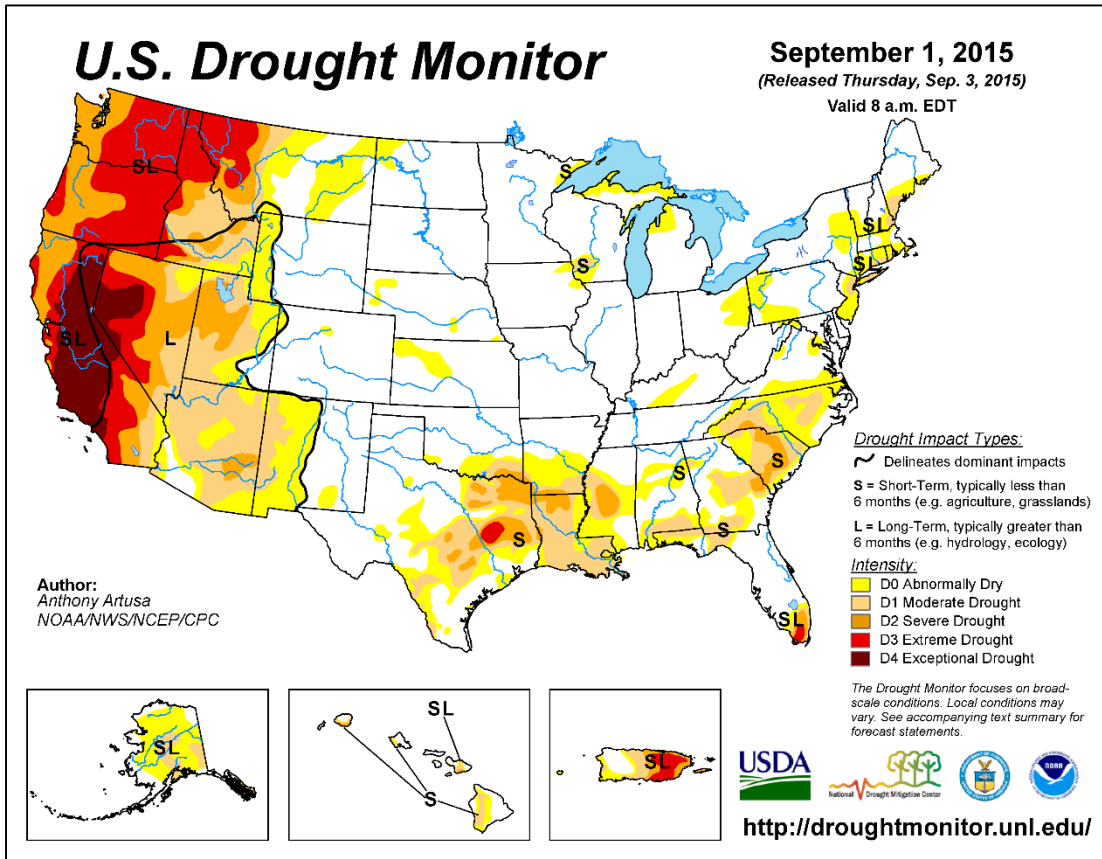 U.S. Drought Monitor
September 1, 2015
(Released Thursday, Sep. 3, 2015)
Valid 8 a.m. EDT
SL
S
SL
S
SL
SL
L
S
S
S
S
SL
Drought Impact Types:
Delineates dominant impacts
S = Short-Term, typically less than
6 months (e.g. agriculture, grasslands)
L = Long-Term, typically greater than
6 months (e.g. hydrology, ecology)
Intensity:
D0 Abnormally Dry
D1 Moderate Drought
D2 Severe Drought
D3 Extreme Drought
D4 Exceptional Drought
Author:
Anthony Artusa
NOAA/NWS/NCEP/CPC
The Drought Monitor focuses on broad-
scale conditions. Local conditions may
vary. See accompanying text summary for
forecast statements.
SL
SL
S
SL
USDA
National Drought Mitigation Center
NOAA
http://droughtmonitor.unl.edu/